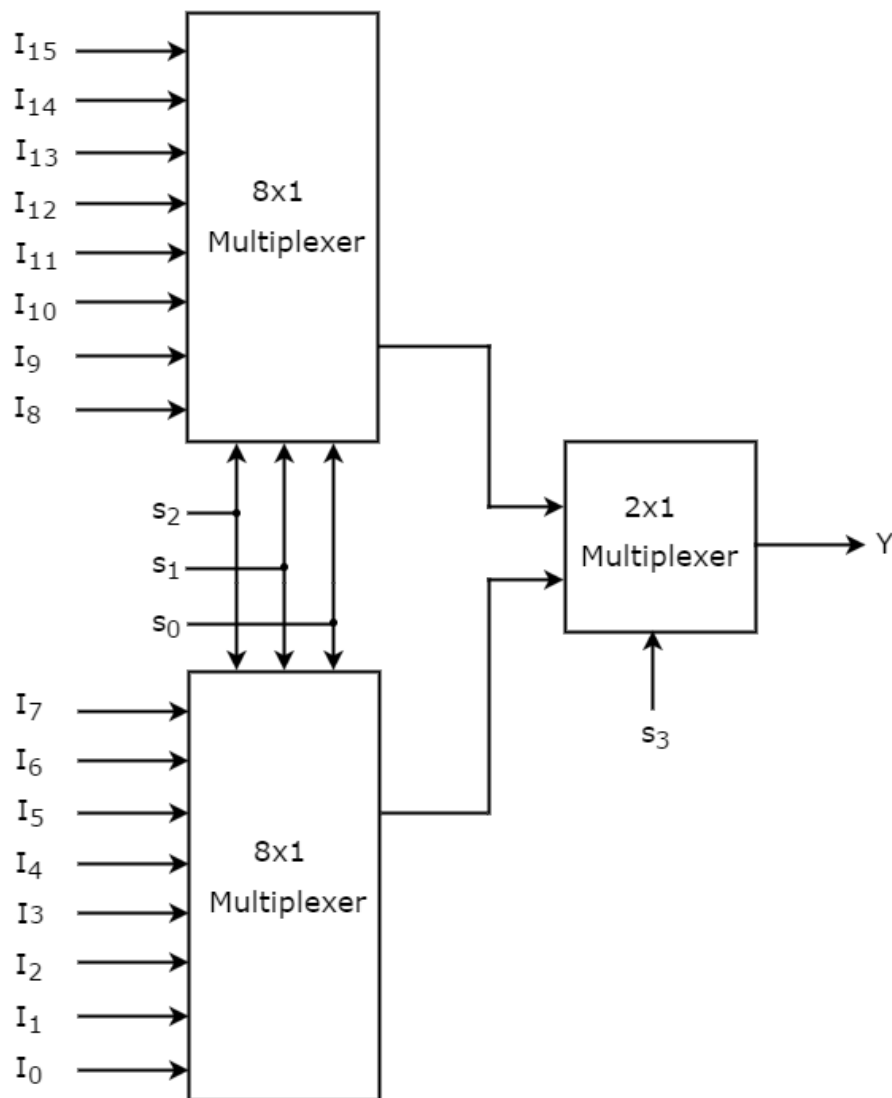 I15
I14
I13
I12
I11
I10
I9
I8
8x1
Multiplexer
s2
s1
s0
2x1
Multiplexer
Y
s3
I7
I6
I5
I4
I3
I2
I1
I0
8x1
Multiplexer